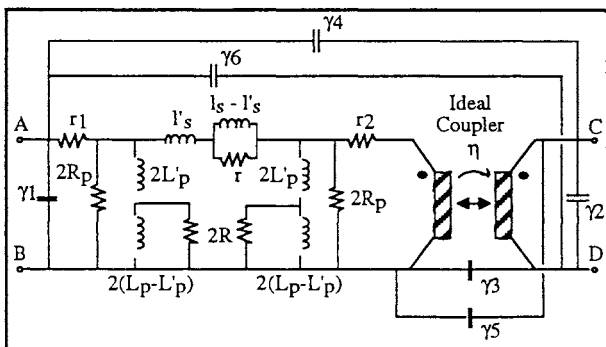 γ4
γ6
ls - l's
Ideal
Coupler
η
A
r1
l's
r
r2
C
2Rp
2L'p
2L'p
2Rp
γ1
γ2
2R
B
D
2(Lp-L'p)
2(Lp-L'p)
γ3
γ5